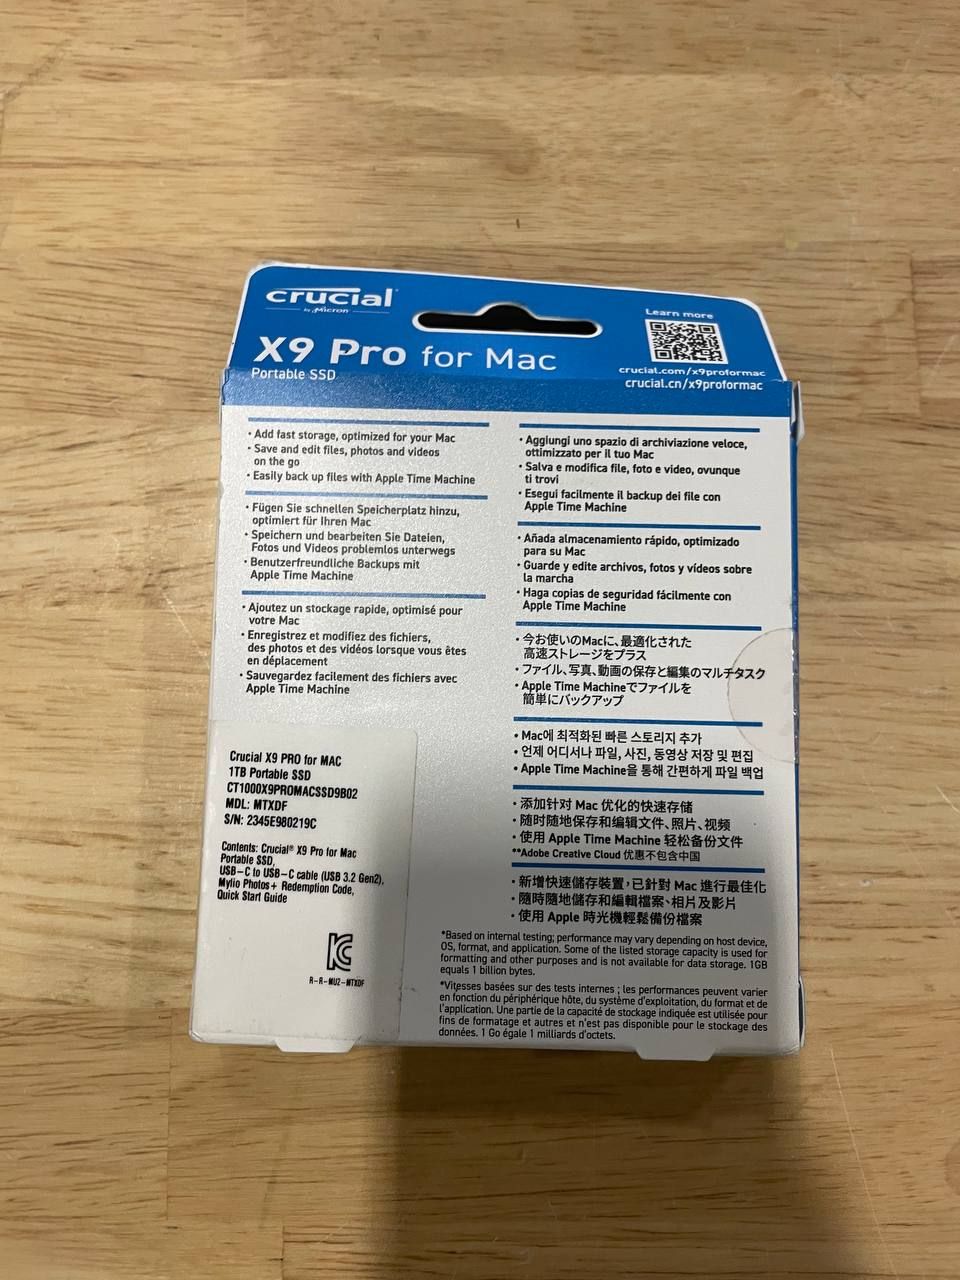 crucial
by Micron
Learn more
X9 Pro for Mac
Portable SSD
crucial.com/x9proformac
crucial.cn/x9proformac
• Add fast storage, optimized for your Mac
• Save and edit files, photos and videos
on the go
• Easily back up files with Apple Time Machine
• Fügen Sie schnellen Speicherplatz hinzu,
optimiert für Ihren Mac
• Speichern und bearbeiten Sie Dateien,
Fotos und Videos problemlos unterwegs
• Benutzerfreundliche Backups mit
Apple Time Machine
• Ajoutez un stockage rapide, optimisé pour
votre Mac
• Enregistrez et modifiez des fichiers,
des photos et des vidéos lorsque vous êtes
en déplacement
• Sauvegardez facilement des fichiers avec
Apple Time Machine
Crucial X9 PRO for MAC
1TB Portable SSD
CT1000X9PROMACSSD9B02
MDL: MTXDF
S/N: 2345E980219C
Contents: Crucial® X9 Pro for Mac
Portable SSD,
USB-C to USB-C cable (USB 3.2 Gen2),
Mylio Photos+ Redemption Code,
Quick Start Guide
R-R-MU2-MTXDF
• Aggiungi uno spazio di archiviazione veloce,
ottimizzato per il tuo Mac
• Salva e modifica file, foto e video, ovunque
ti trovi
• Esegui facilmente il backup dei file con
Apple Time Machine
• Añada almacenamiento rápido, optimizado
para su Mac
• Guarde y edite archivos, fotos y vídeos sobre
la marcha
• Haga copias de seguridad fácilmente con
Apple Time Machine
• 今お使いのMacに、最適化された
高速ストレージをプラス
• ファイル、写真、動画の保存と編集のマルチタスク
• Apple Time Machineでファイルを
簡単にバックアップ
• Mac에 최적화된 빠른 스토리지 추가
• 언제 어디서나 파일, 사진, 동영상 저장 및 편집
• Apple Time Machine을 통해 간편하게 파일 백업
• 添加针对 Mac 优化的快速存储
• 随时随地保存和编辑文件、照片、视频
• 使用 Apple Time Machine 轻松备份文件
**Adobe Creative Cloud 优惠不包含中国
• 新增快速儲存裝置，已針對 Mac 進行最佳化
• 隨時隨地儲存和編輯檔案、相片及影片
• 使用 Apple 時光機輕鬆備份檔案
*Based on internal testing; performance may vary depending on host device,
OS, format, and application. Some of the listed storage capacity is used for
formatting and other purposes and is not available for data storage. 1GB
equals 1 billion bytes.
*Vitesses basées sur des tests internes ; les performances peuvent varier
en fonction du périphérique hôte, du système d'exploitation, du format et de
l'application. Une partie de la capacité de stockage indiquée est utilisée pour
fins de formatage et autres et n'est pas disponible pour le stockage des
données. 1 Go égale 1 milliards d'octets.